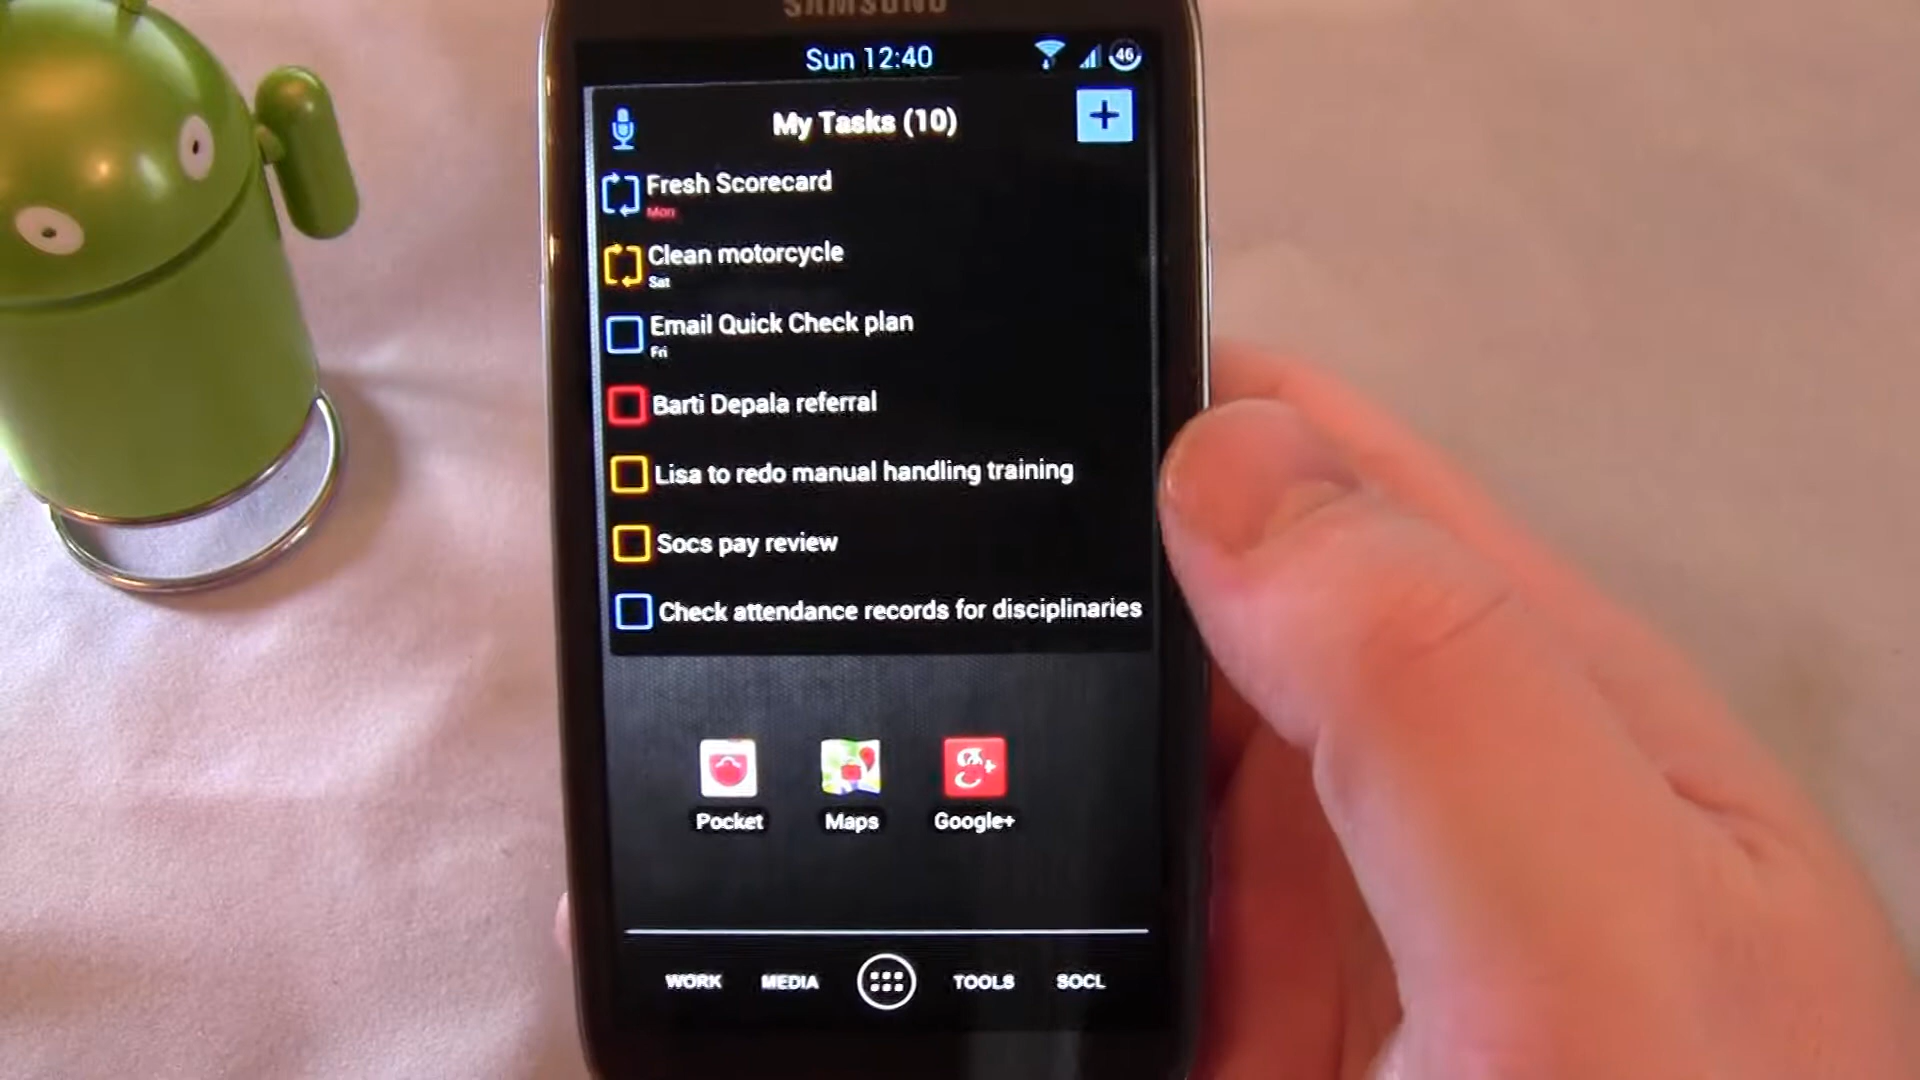 SAMSUNG
Sun 12:40
46
My Tasks (10)
+
Fresh Scorecard
Mon
Clean motorcycle
Sat
Email Quick Check plan
Fri
Barti Depala referral
Lisa to redo manual handling training
Socs pay review
Check attendance records for disciplinaries
Pocket
Maps
g+
Google+
WORK
MEDIA
TOOLS
SOCL